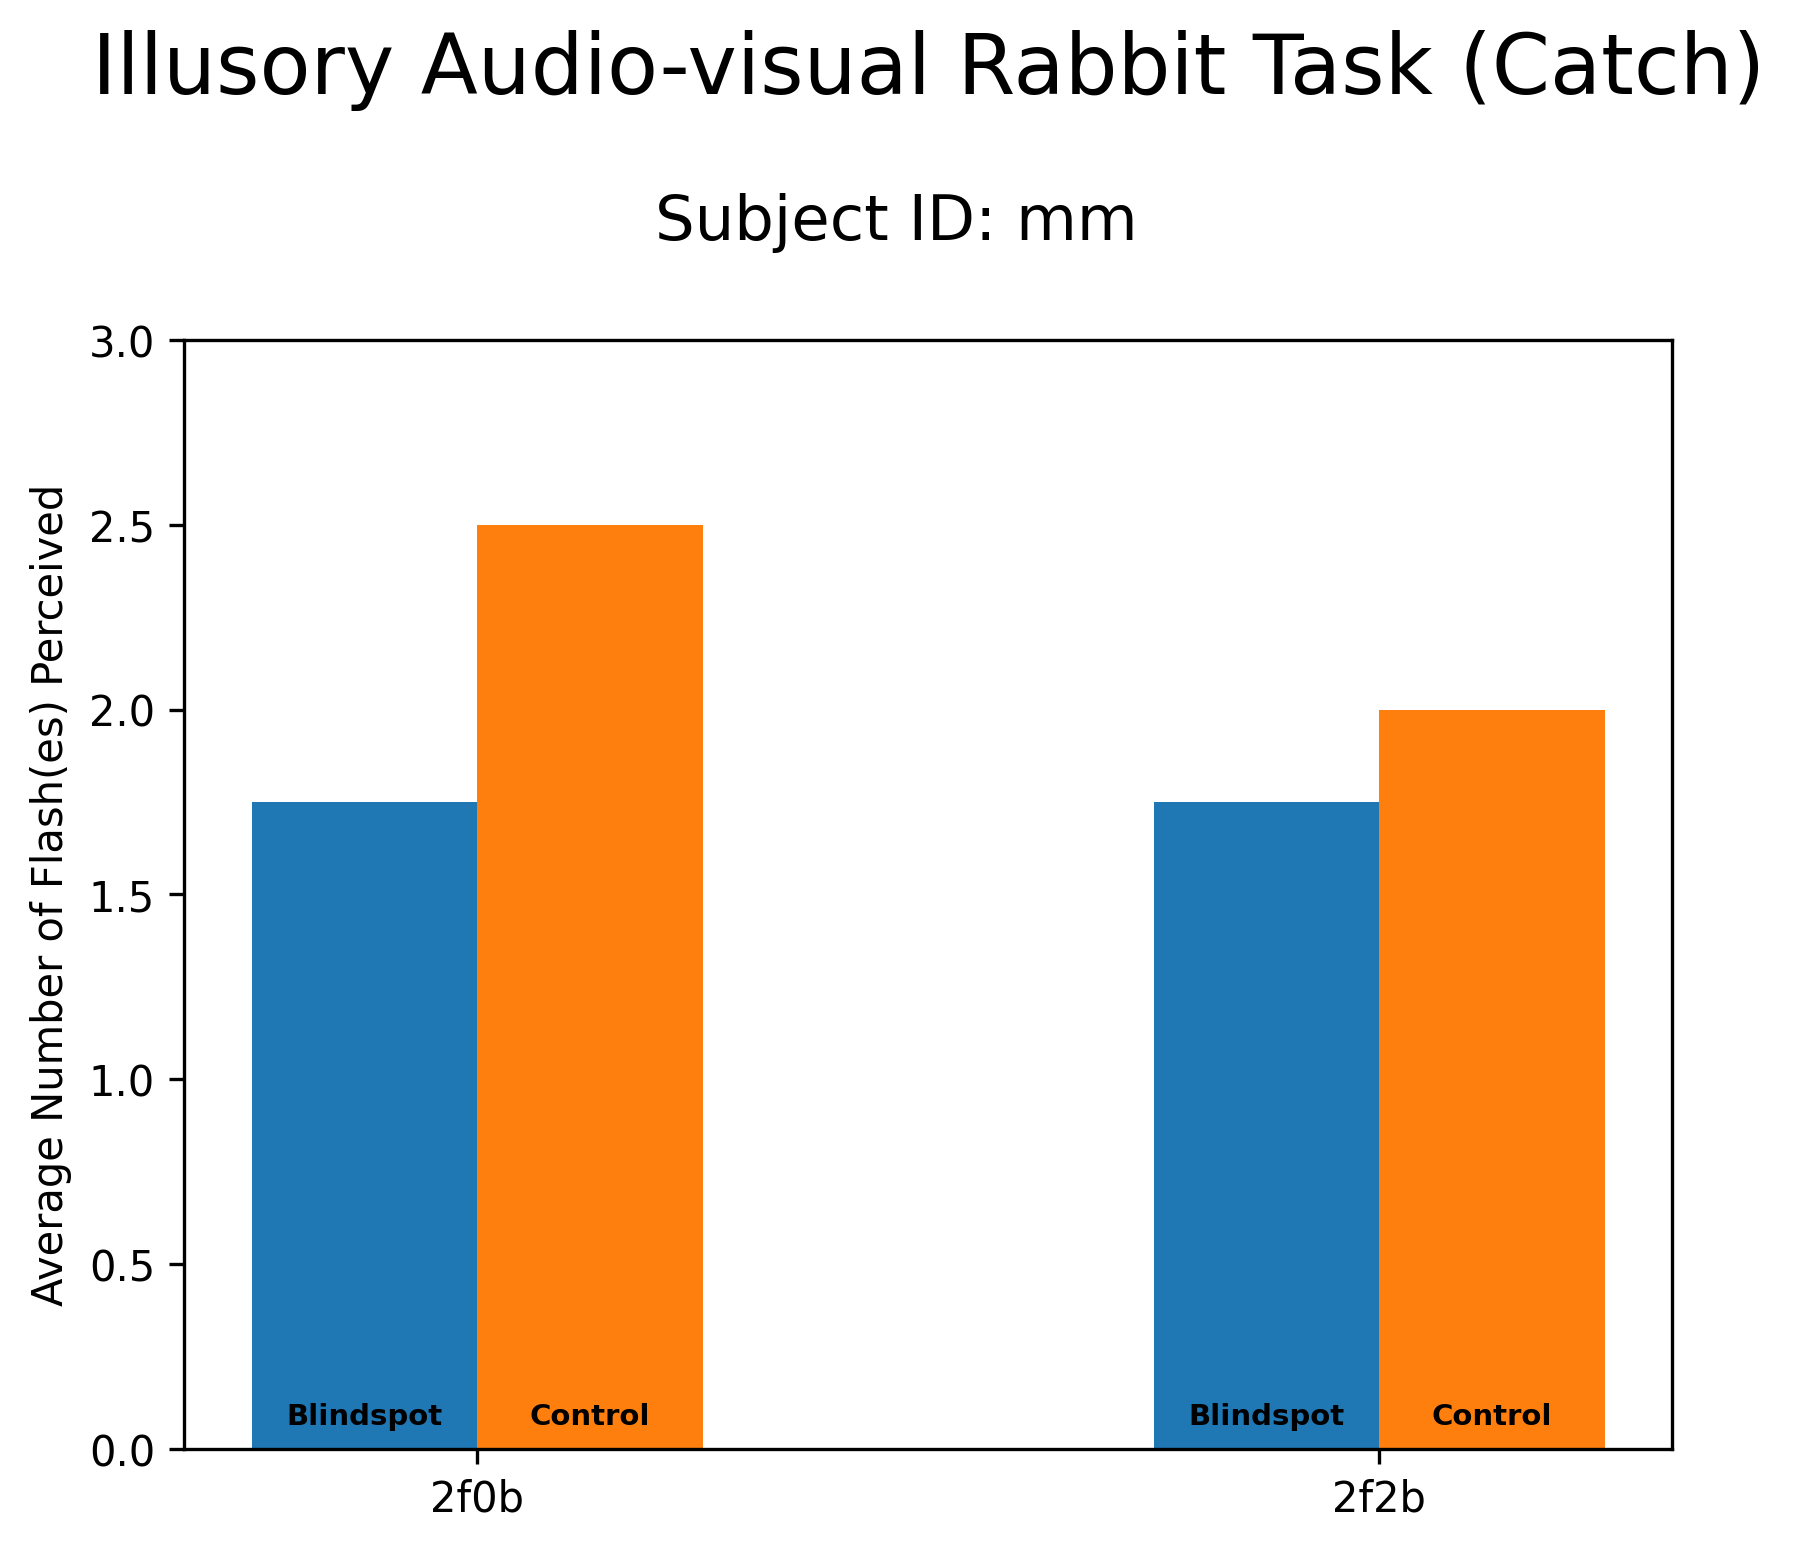 Illusory Audio-visual Rabbit Task (Catch)
Subject ID: mm
Average Number of Flash(es) Perceived
3.0
2.5
2.0
1.5
1.0
0.5
0.0
Blindspot Control Blindspot Control
2f0b 2f2b